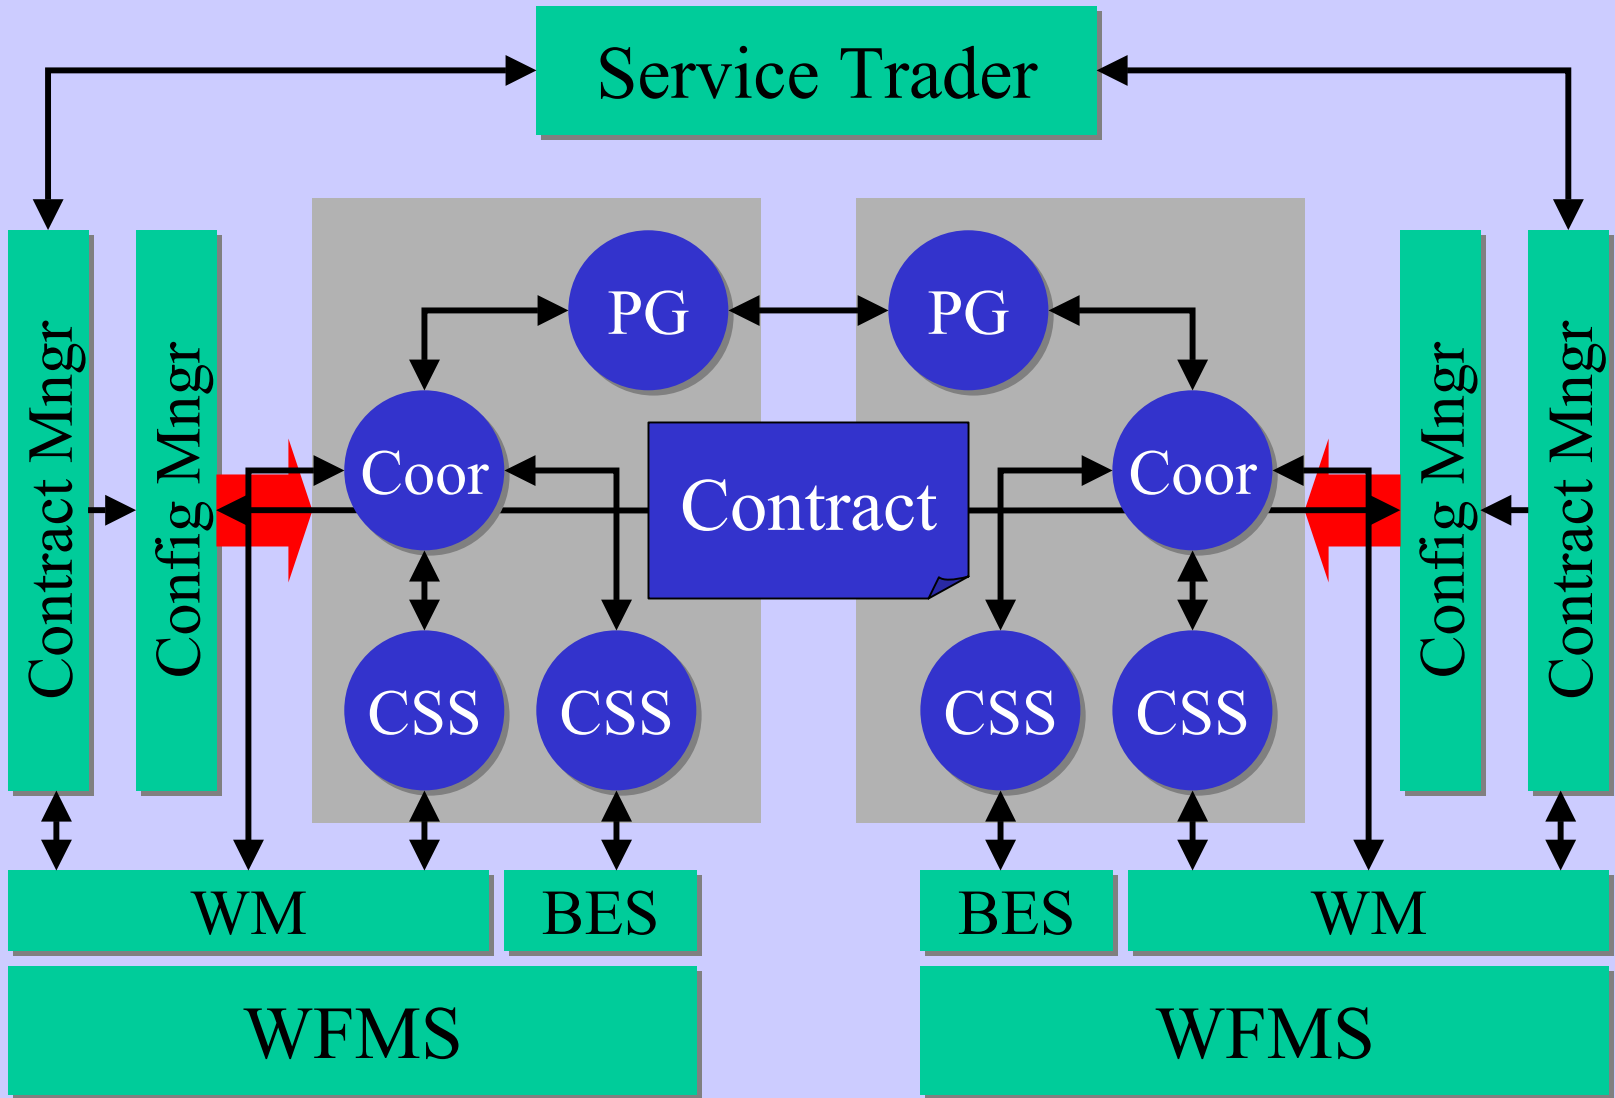 Service Trader
Contract Mngr
Config Mngr
PG
PG
Config Mngr
Contract Mngr
Coor
Contract
Coor
CSS
CSS
CSS
CSS
WM
BES
BES
WM
WFMS
WFMS